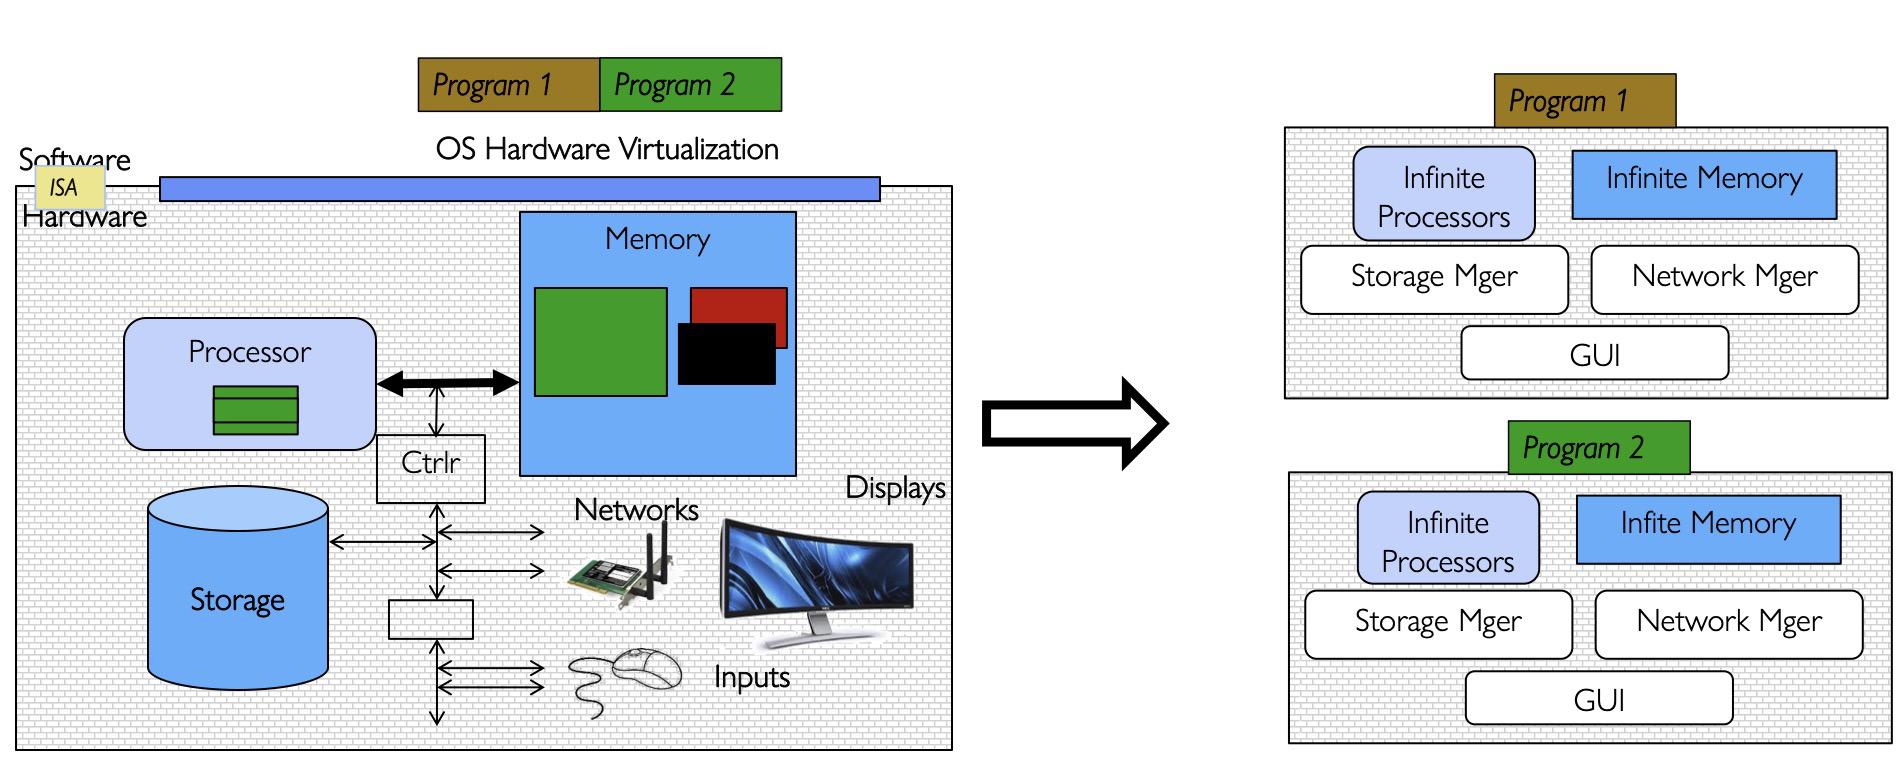 Program 1
Program 2
OS Hardware Virtualization
Software
ISA
Hardware
Memory
Processor
Ctrlr
Displays
Networks
Storage
Inputs
Program 1
Infinite
Processors
Infinite Memory
Storage Mger
Network Mger
GUI
Program 2
Infinite
Processors
Infite Memory
Storage Mger
Network Mger
GUI